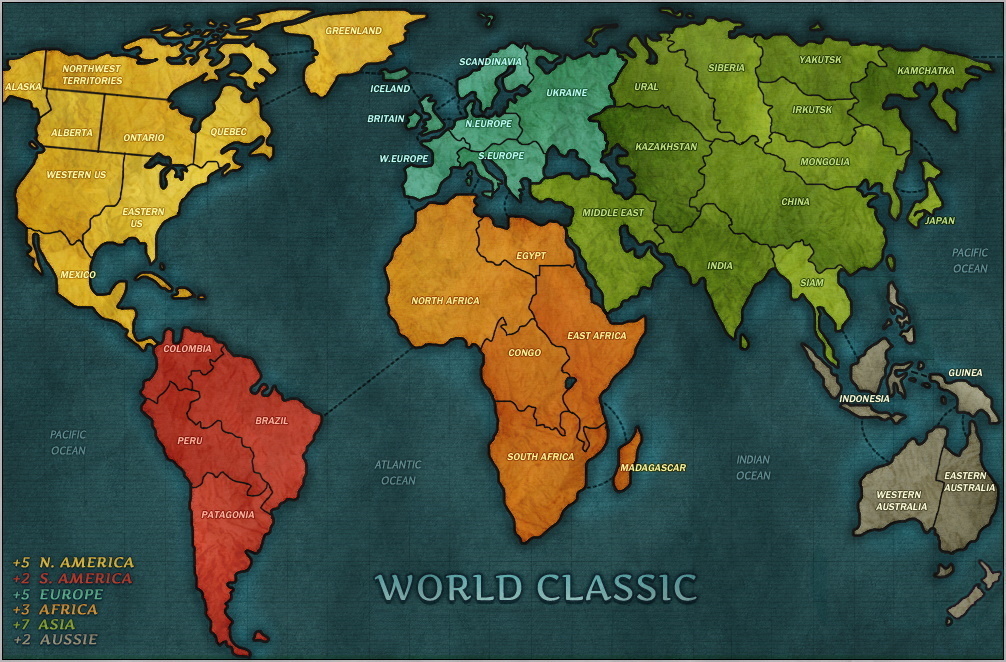 GREENLAND
SCANDINAVIA
NORTHWEST
TERRITORIES
ALASKA
YAKUTSK
SIBERIA
KAMCHATKA
ICELAND
URAL
UKRAINE
IRKUTSK
BRITAIN
N.EUROPE
ALBERTA
ONTARIO
QUEBEC
KAZAKHSTAN
W.EUROPE
S.EUROPE
MONGOLIA
WESTERN US
CHINA
EASTERN
US
MIDDLE EAST
JAPAN
EGYPT
PACIFIC
OCEAN
INDIA
MEXICO
SIAM
NORTH AFRICA
EAST AFRICA
COLOMBIA
CONGO
GUINEA
INDONESIA
BRAZIL
PERU
PACIFIC
OCEAN
SOUTH AFRICA
MADAGASCAR
ATLANTIC
OCEAN
INDIAN
OCEAN
EASTERN
AUSTRALIA
WESTERN
AUSTRALIA
PATAGONIA
+5 N. AMERICA
+2 S. AMERICA
+5 EUROPE
+3 AFRICA
+7 ASIA
+2 AUSSIE
WORLD CLASSIC